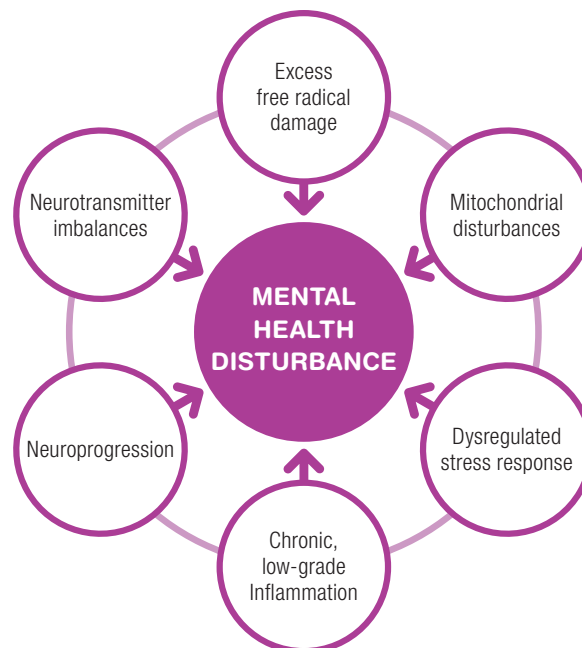 Excess
free radical
damage
Neurotransmitter
imbalances
Mitochondrial
disturbances
MENTAL
HEALTH
DISTURBANCE
Neuroprogression
Dysregulated
stress response
Chronic,
low-grade
Inflammation